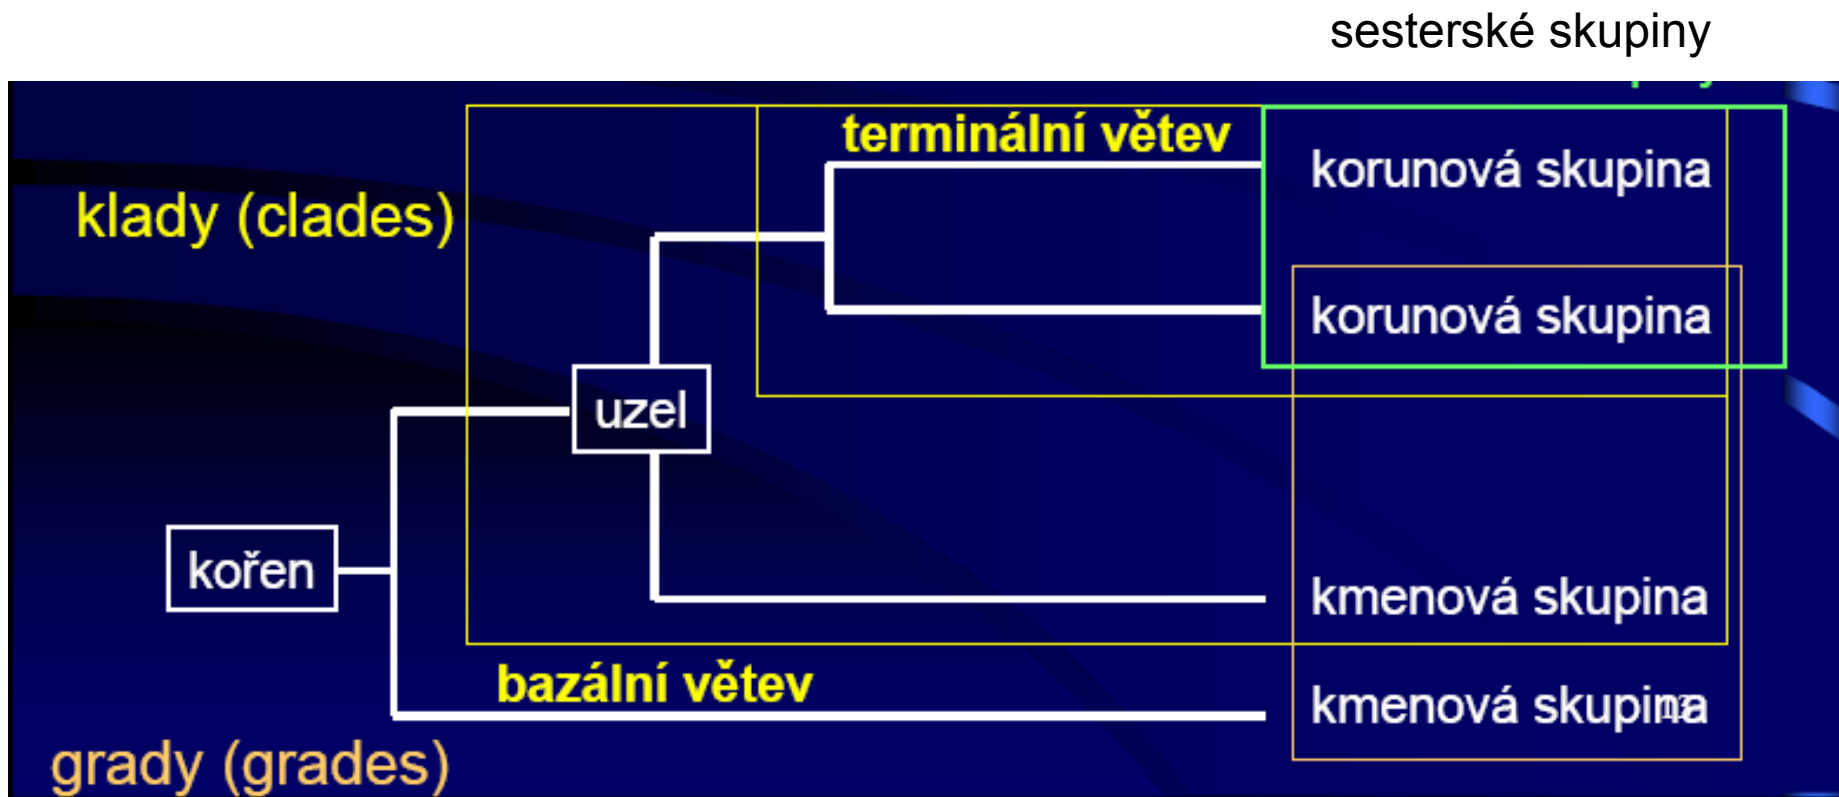 sesterské skupiny
terminální větev
korunová skupina
klady (clades)
korunová skupina
uzel
kořen
kmenová skupina
bazální větev
kmenová skupina
13
grady (grades)